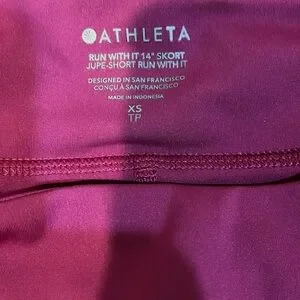 ATHLETA
RUN WITH IT 14" SKORT
JUPE-SHORT RUN WITH IT
DESIGNED IN SAN FRANCISCO
CONÇU À SAN FRANCISCO
MADE IN INDONESIA
XS
TP